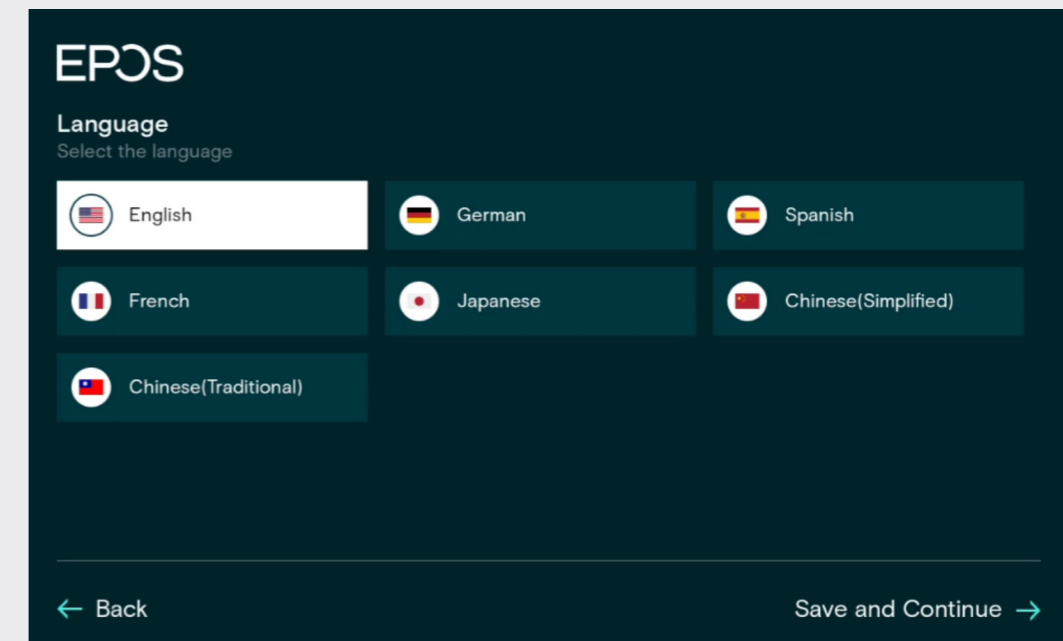 EPOS
Language
Select the language
English
German
Spanish
French
Japanese
Chinese(Simplified)
Chinese(Traditional)
Back
Save and Continue